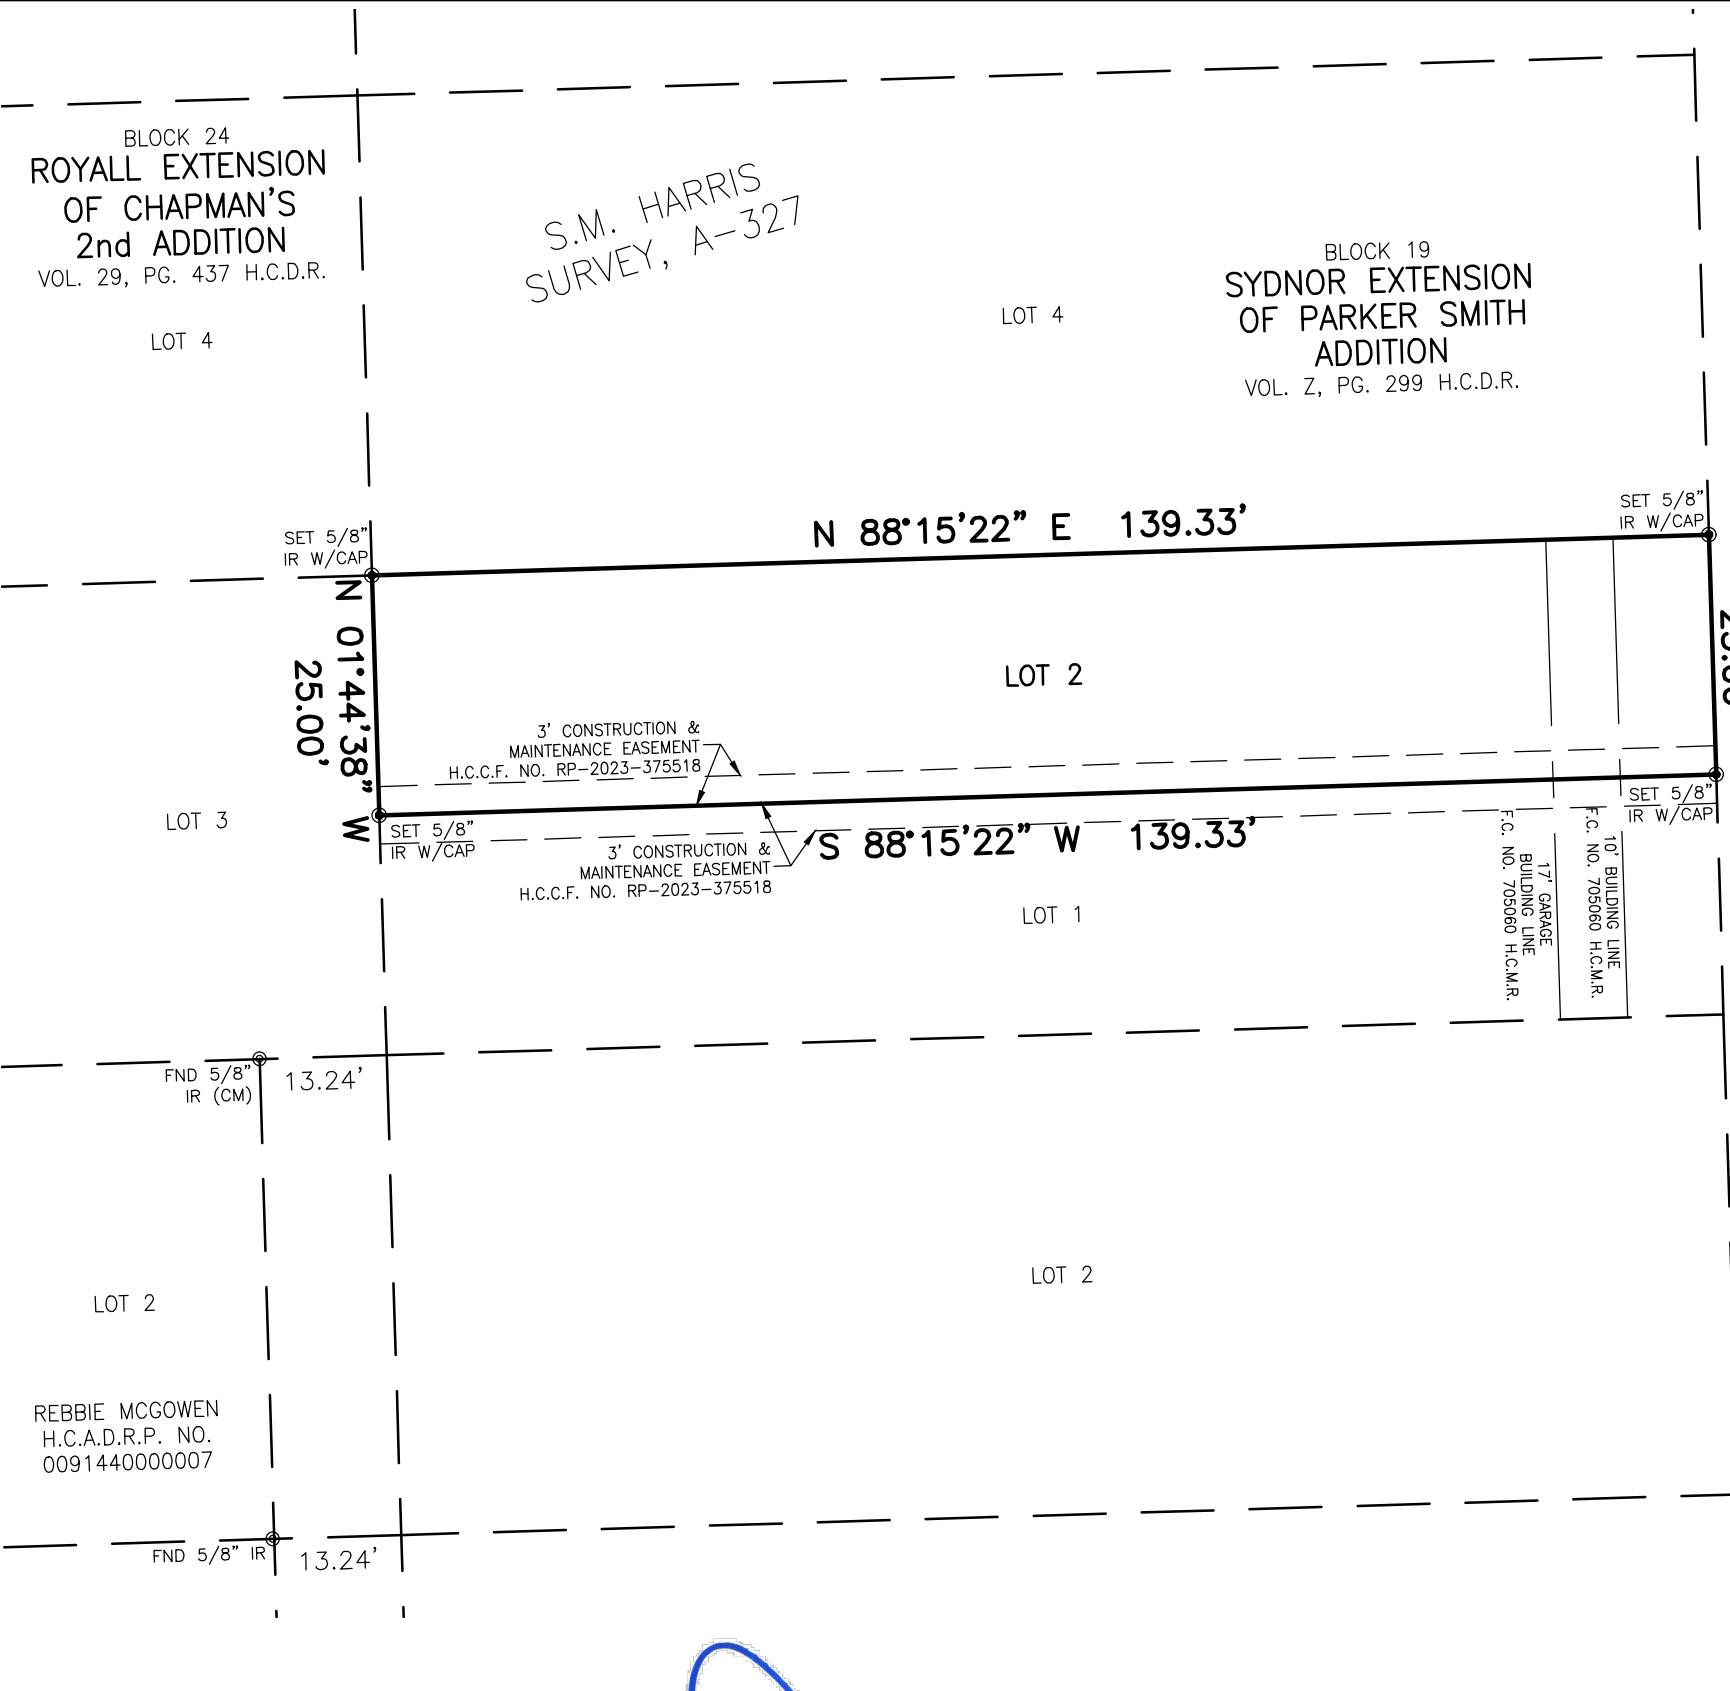 BLOCK 24
ROYALL EXTENSION
OF CHAPMAN'S
2nd ADDITION
VOL. 29, PG. 437 H.C.D.R.
LOT 4
S.M. HARRIS
SURVEY, A-327
LOT 4
BLOCK 19
SYDNOR EXTENSION
OF PARKER SMITH
ADDITION
VOL. Z, PG. 299 H.C.D.R.
SET 5/8"
IR W/CAP
N 88°15'22" E 139.33'
SET 5/8"
IR W/CAP
N 01°44'38" W
25.00'
LOT 2
3' CONSTRUCTION &
MAINTENANCE EASEMENT
H.C.C.F. NO. RP-2023-375518
LOT 3
SET 5/8"
IR W/CAP
S 88°15'22" W 139.33'
SET 5/8"
IR W/CAP
3' CONSTRUCTION &
MAINTENANCE EASEMENT
H.C.C.F. NO. RP-2023-375518
LOT 1
17' GARAGE
BUILDING LINE
F.C. NO. 705060 H.C.M.R.
10' BUILDING LINE
F.C. NO. 705060 H.C.M.R.
FND 5/8"
IR (CM)
13.24'
LOT 2
LOT 2
REBBIE MCGOWEN
H.C.A.D.R.P. NO.
0091440000007
FND 5/8" IR
13.24'